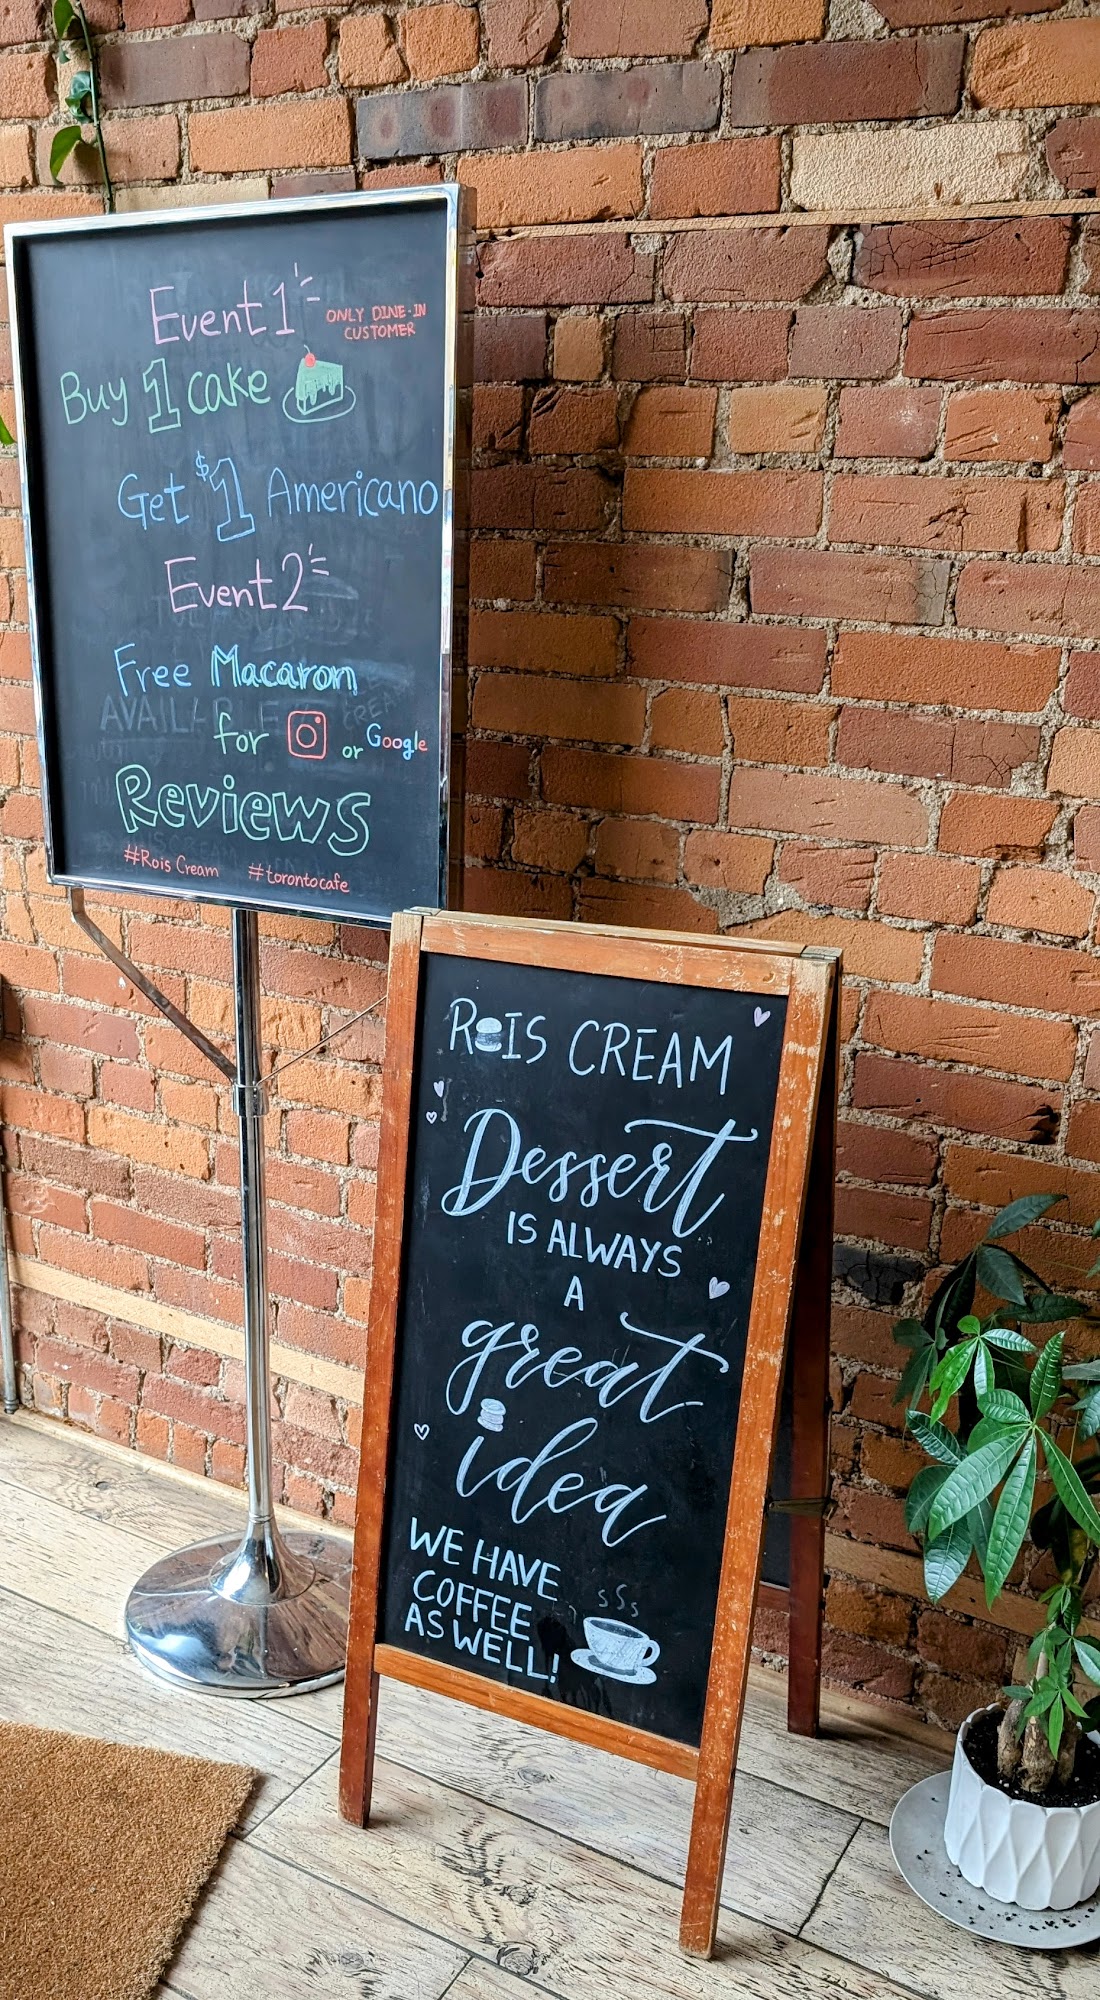 Event 1
ONLY DINE-IN
CUSTOMER
Buy 1 cake
Get $1 Americano
Event 2
Free Macaron
for or Google
Reviews
#Rois Cream #torontocafe
ROIS CREAM
Dessert
IS ALWAYS
A
great
idea
WE HAVE
COFFEE
AS WELL!